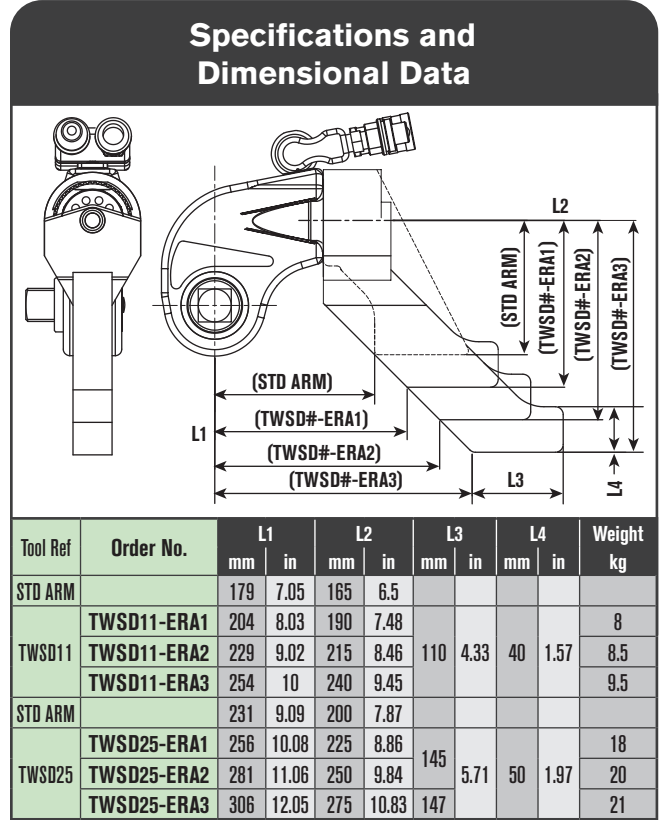 Specifications and
Dimensional Data
L2
(STD ARM)
(TWSD#-ERA1)
(TWSD#-ERA2)
(TWSD#-ERA3)
(STD ARM)
L1
(TWSD#-ERA1)
(TWSD#-ERA2)
(TWSD#-ERA3)
L3
L4
Tool Ref Order No. L1 L2 L3 L4 Weight
mm in mm in mm in mm in kg
STD ARM 179 7.05 165 6.5
TWSD11-ERA1 204 8.03 190 7.48 8
TWSD11 TWSD11-ERA2 229 9.02 215 8.46 110 4.33 40 1.57 8.5
TWSD11-ERA3 254 10 240 9.45 9.5
STD ARM 231 9.09 200 7.87
TWSD25-ERA1 256 10.08 225 8.86 145 18
TWSD25 TWSD25-ERA2 281 11.06 250 9.84 5.71 50 1.97 20
TWSD25-ERA3 306 12.05 275 10.83 147 21